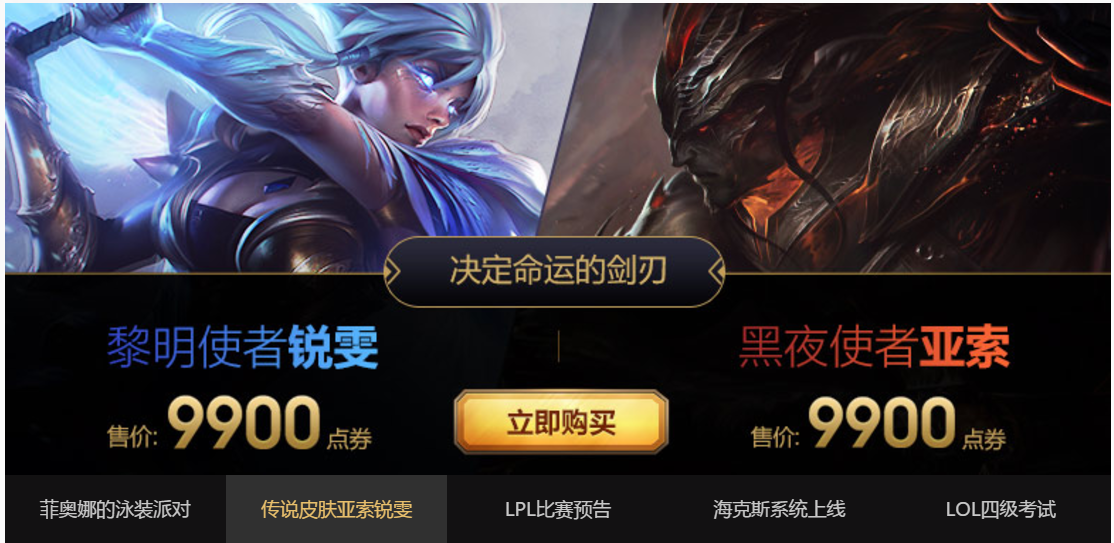 决定命运的剑刃
黎明使者锐雯
黑夜使者亚索
售价: 9900 点券
立即购买
售价: 9900 点券
菲奥娜的泳装派对
传说皮肤亚索锐雯
LPL比赛预告
海克斯系统上线
LOL四级考试